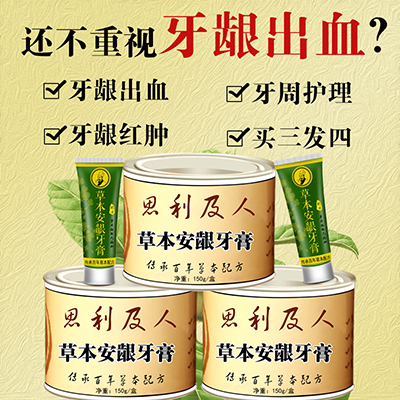 还不重视牙龈出血?
牙龈出血
牙周护理
牙龈红肿
买三发四
思利及人
草本安龈牙膏
传承百年草本配方
净重：150g/盒
草本安龈牙膏
草本安龈牙膏
思利及人
草本安龈牙膏
传承百年草本配方
净重：150g/盒
思利及人
草本安龈牙膏
传承百年草本配方
净重：150g/盒